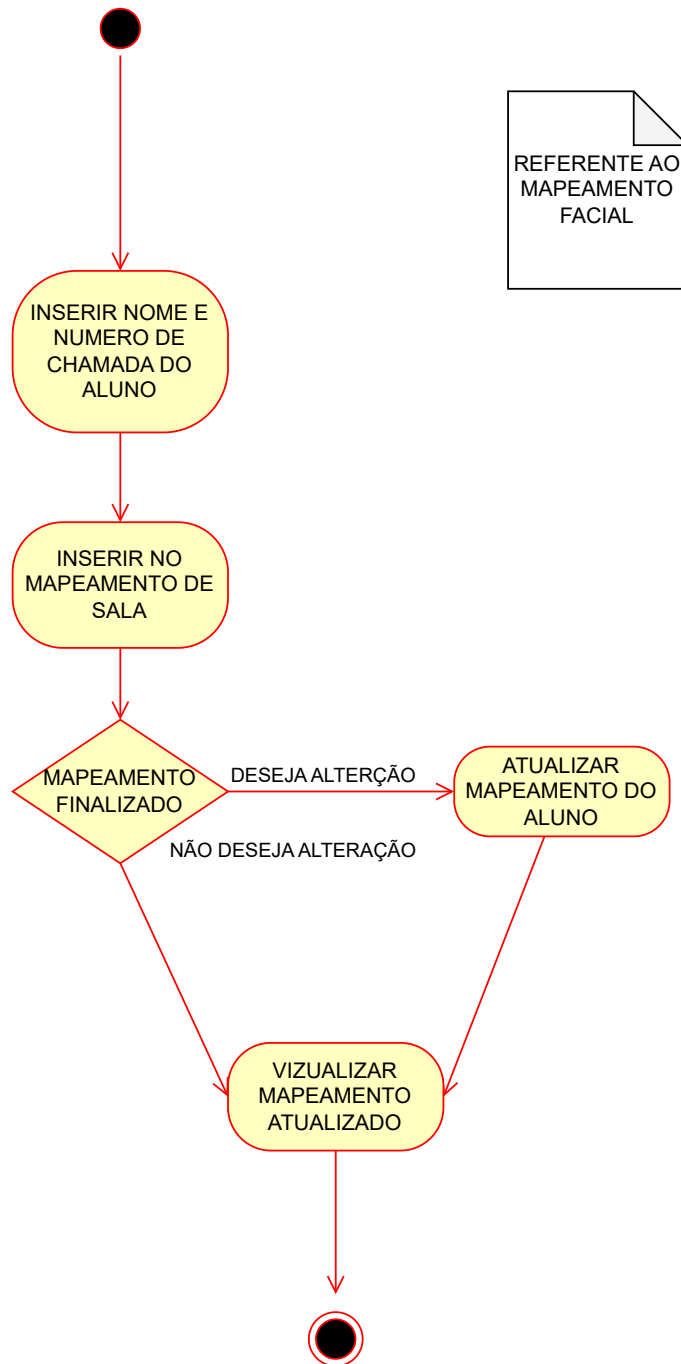 REFERENTE AO
MAPEAMENTO
FACIAL
INSERIR NOME E
NUMERO DE
CHAMADA DO
ALUNO
INSERIR NO
MAPEAMENTO DE
SALA
MAPEAMENTO
FINALIZADO
DESEJA ALTERÇÃO
ATUALIZAR
MAPEAMENTO DO
ALUNO
NÃO DESEJA ALTERAÇÃO
VIZUALIZAR
MAPEAMENTO
ATUALIZADO